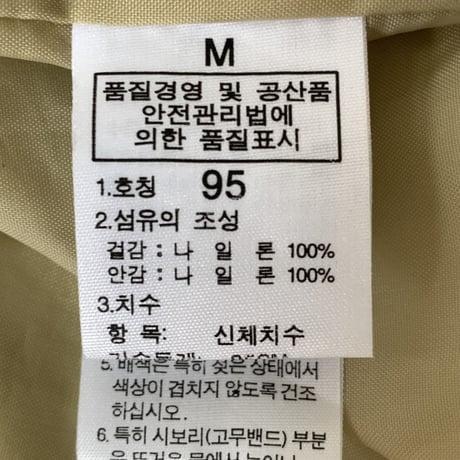 M
품질경영 및 공산품
안전관리법에
의한 품질표시
1.호칭 95
2.섬유의 조성
겉감 : 나 일 론 100%
안감 : 나 일 론 100%
3.치수
항 목: 신체치수
5. 배색은 특히 젖은 상태에서
색상이 겹치지 않도록 건조
하십시오.
6. 특히 시보리(고무밴드) 부분